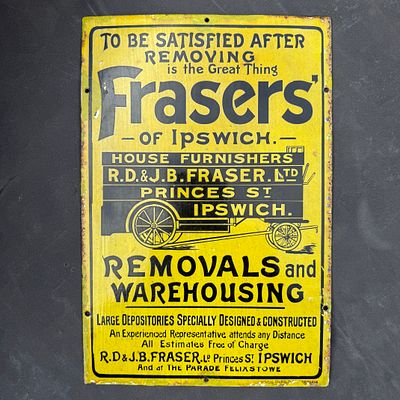 TO BE SATISFIED AFTER
REMOVING
is the Great Thing
Frasers'
— OF IPSWICH. —
HOUSE FURNISHERS
R.D. & J.B. FRASER. LTD
PRINCES ST
IPSWICH.
REMOVALS and
WAREHOUSING
LARGE DEPOSITORIES SPECIALLY DESIGNED & CONSTRUCTED
An Experienced Representative attends any Distance
All Estimates Free of Charge
R.D & J.B. FRASER. LD Princes ST IPSWICH
And at THE PARADE FELIXSTOWE